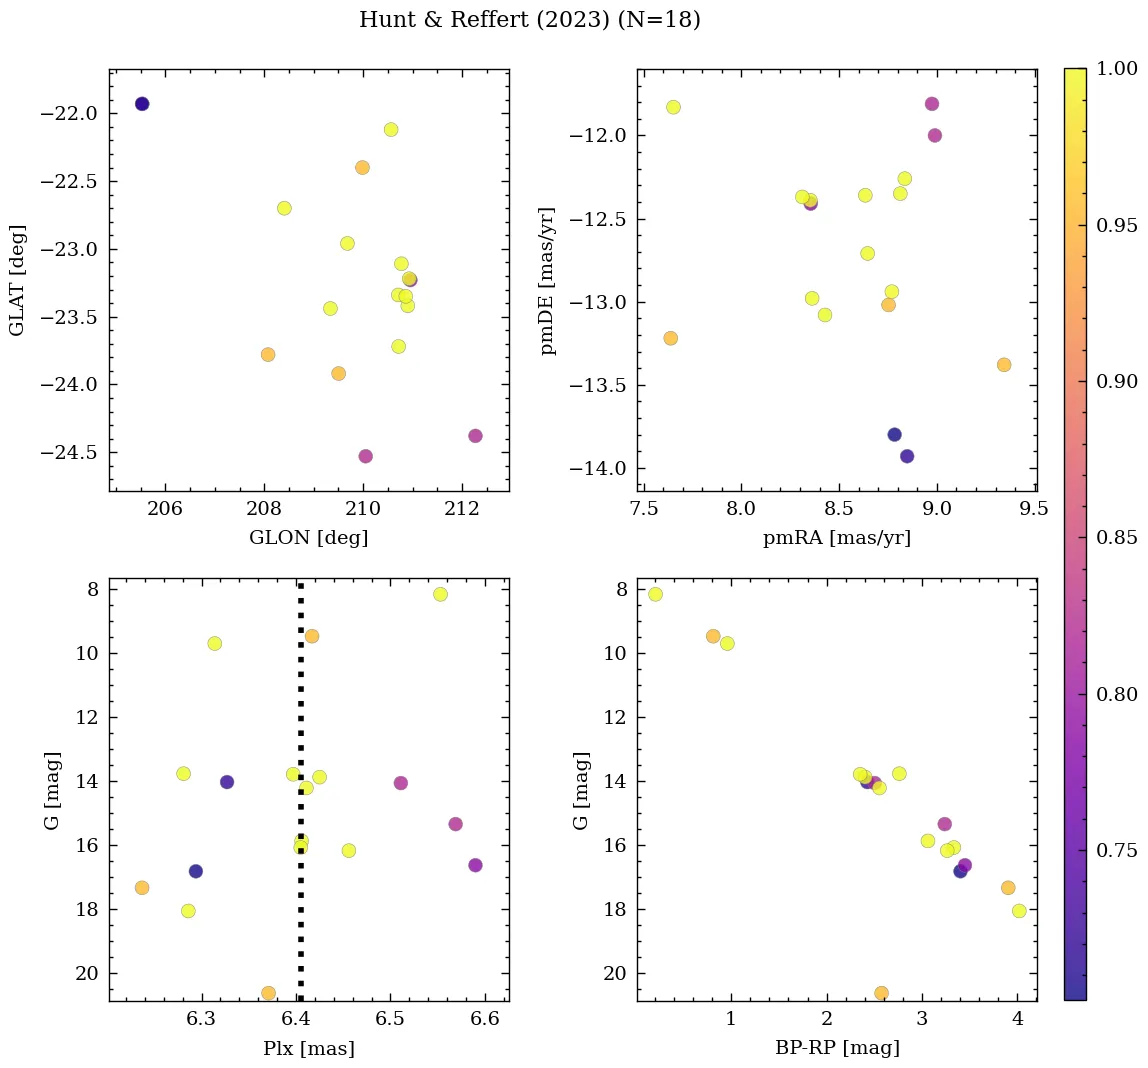 Hunt & Reffert (2023) (N=18)
−22.0
−22.5
−23.0
−23.5
−24.0
−24.5
GLAT [deg]
206 208 210 212
GLON [deg]
−12.0
−12.5
−13.0
−13.5
−14.0
pmDE [mas/yr]
7.5 8.0 8.5 9.0 9.5
pmRA [mas/yr]
8
10
12
14
16
18
20
G [mag]
6.3 6.4 6.5 6.6
Plx [mas]
8
10
12
14
16
18
20
G [mag]
1 2 3 4
BP-RP [mag]
1.00
0.95
0.90
0.85
0.80
0.75